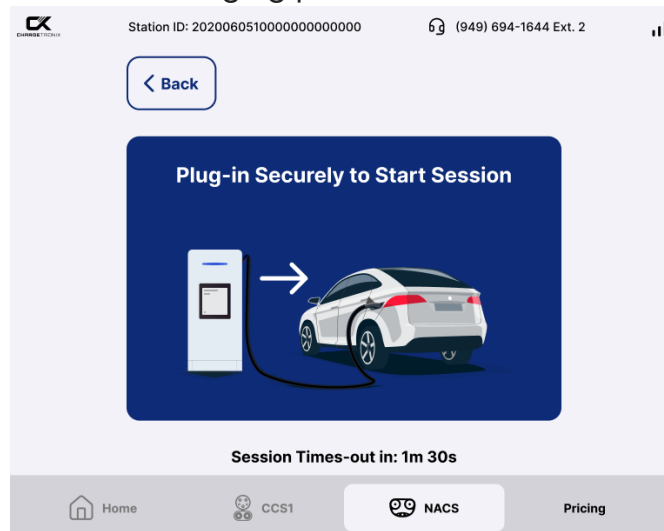 CHARGETRONIX
Station ID: 2020060510000000000000
(949) 694-1644 Ext. 2
Back
Plug-in Securely to Start Session
Session Times-out in: 1m 30s
Home
CCS1
NACS
Pricing